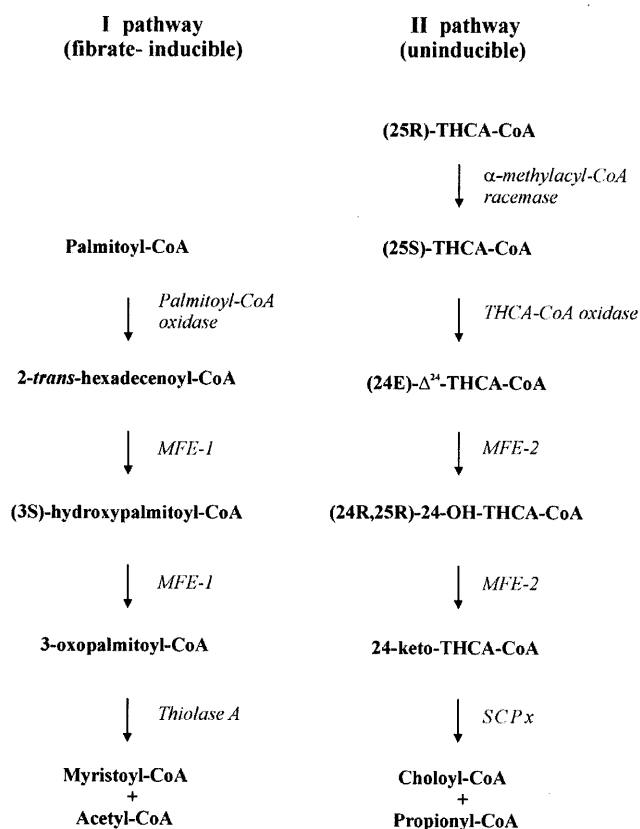 I pathway
(fibrate- inducible)
II pathway
(uninducible)
(25R)-THCA-CoA
α-methylacyl-CoA
racemase
Palmitoyl-CoA
(25S)-THCA-CoA
Palmitoyl-CoA
oxidase
THCA-CoA oxidase
2-trans-hexadecenoyl-CoA
(24E)-Δ²⁴-THCA-CoA
MFE-1
MFE-2
(3S)-hydroxypalmitoyl-CoA
(24R,25R)-24-OH-THCA-CoA
MFE-1
MFE-2
3-oxopalmitoyl-CoA
24-keto-THCA-CoA
Thiolase A
SCPx
Myristoyl-CoA
+
Acetyl-CoA
Choloyl-CoA
+
Propionyl-CoA